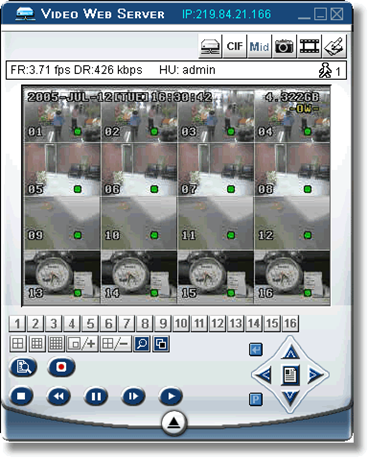 VIDEO WEB SERVER IP:219.84.21.166
CIF Mid
FR:3.71 fps DR:426 kbps HU: admin 1
2005-JUL-12[TUE]16:30:42 4.322GB
-OW-
01 02 03 04
05 06 07 08
09 10 11 12
13 14 15 16
1 2 3 4 5 6 7 8 9 10 11 12 13 14 15 16
/+ /-
P